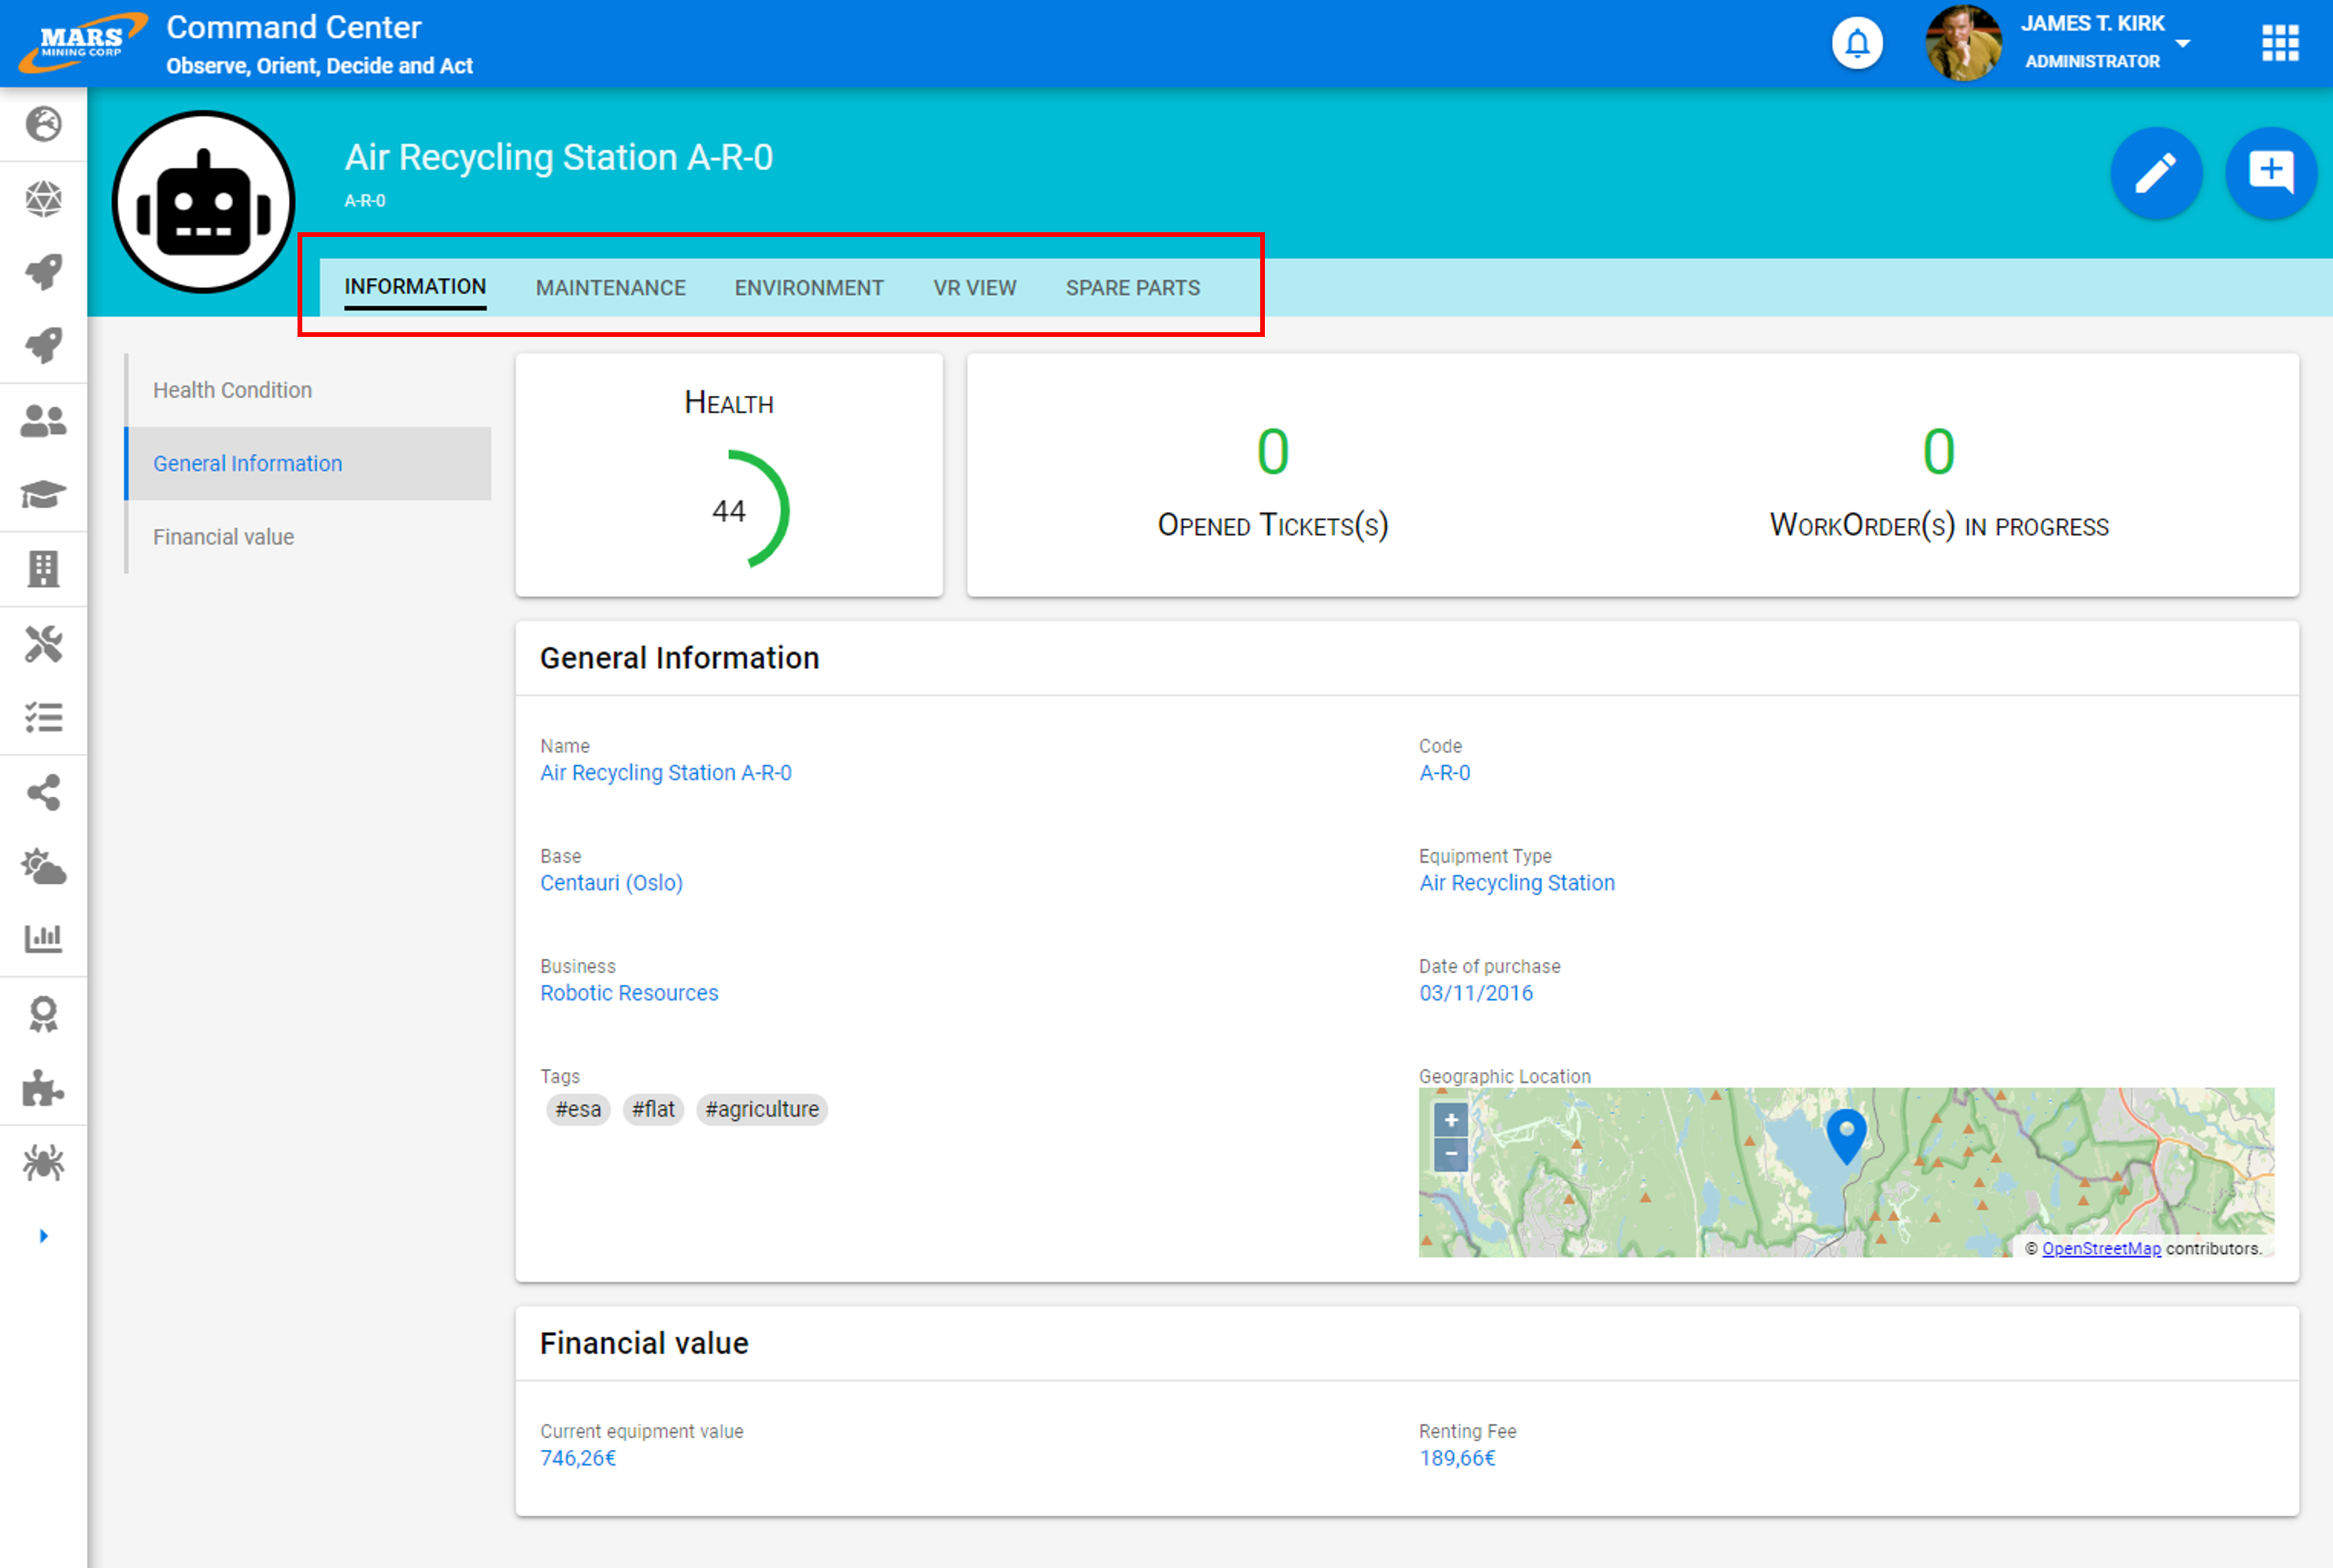 MARS
MINING CORP
Command Center
Observe, Orient, Decide and Act
JAMES T. KIRK
ADMINISTRATOR
Air Recycling Station A-R-0
A-R-0
INFORMATION MAINTENANCE ENVIRONMENT VR VIEW SPARE PARTS
Health Condition
General Information
Financial value
Health
44
0
Opened Tickets(s)
0
WorkOrder(s) in progress
General Information
Name
Air Recycling Station A-R-0
Code
A-R-0
Base
Centauri (Oslo)
Equipment Type
Air Recycling Station
Business
Robotic Resources
Date of purchase
03/11/2016
Tags
#esa #flat #agriculture
Geographic Location
+
−
© OpenStreetMap contributors.
Financial value
Current equipment value
746,26€
Renting Fee
189,66€